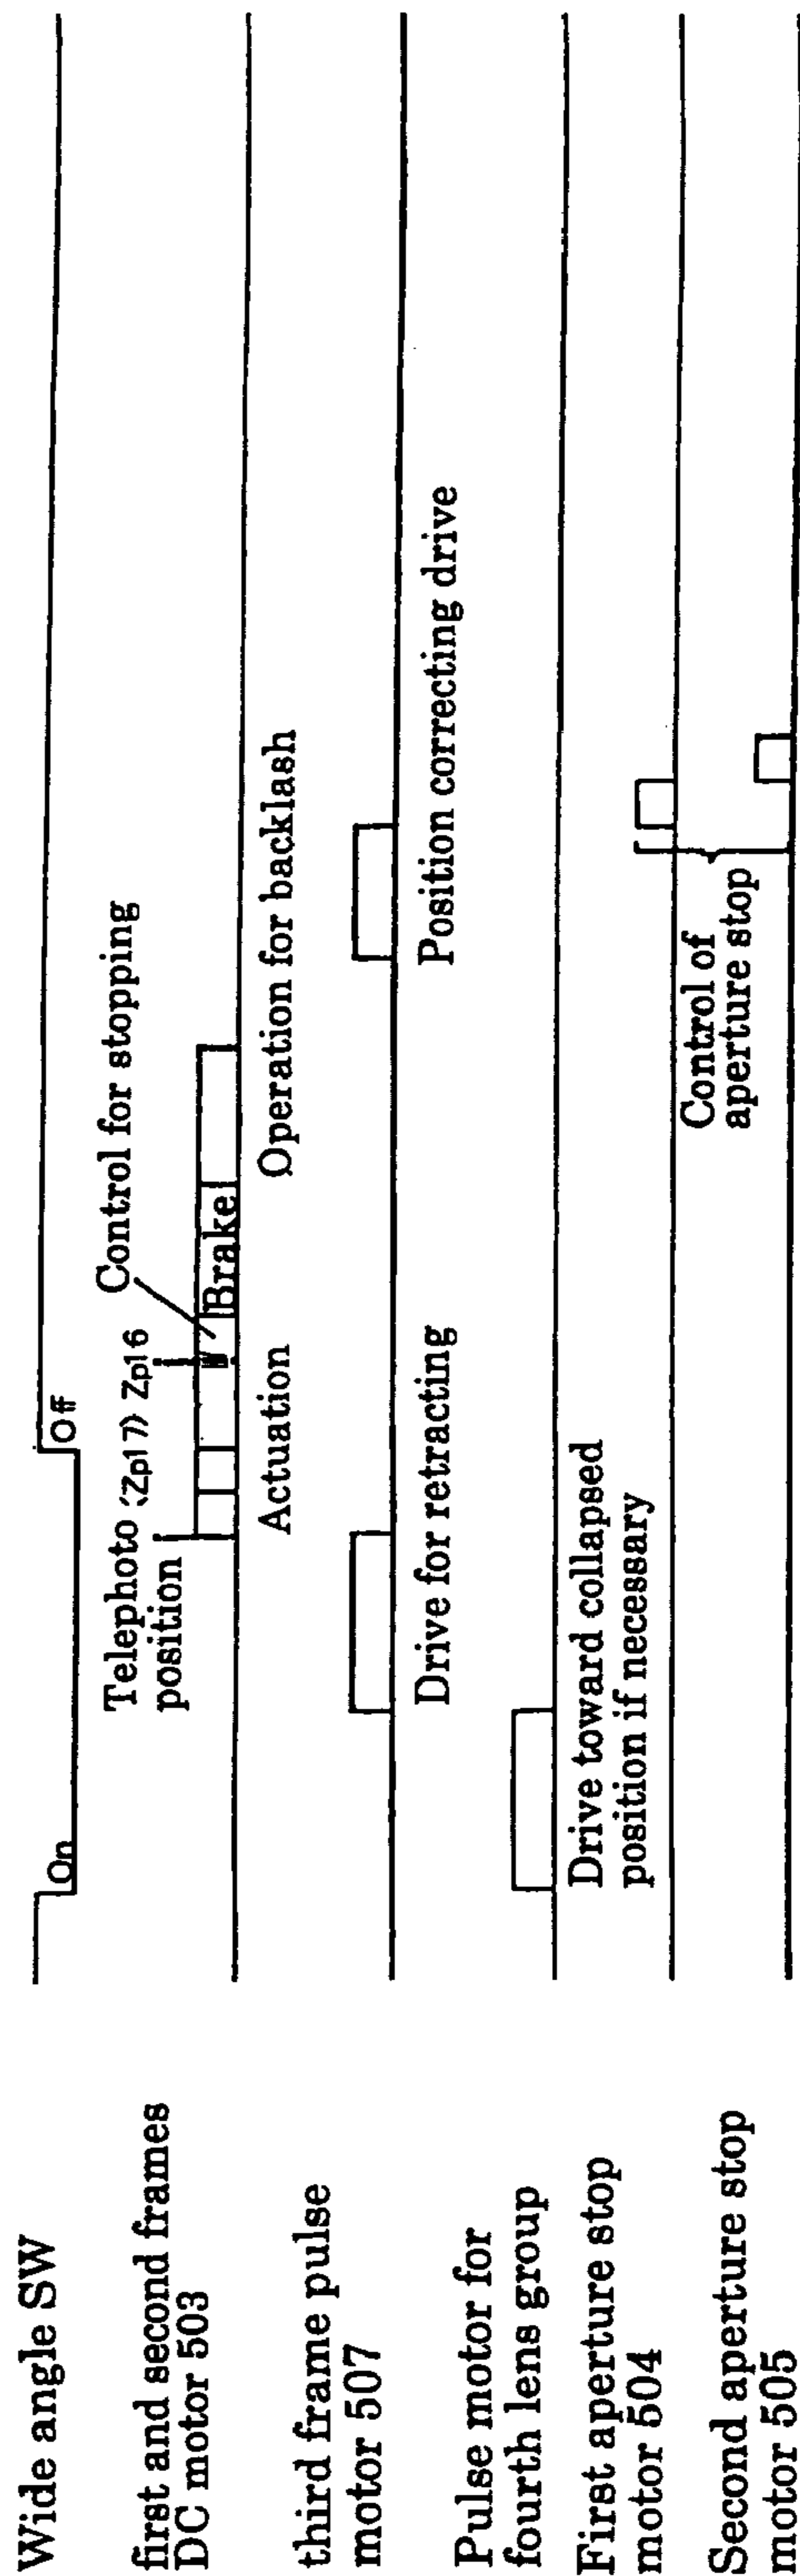 Wide angle SW
On
Off
first and second frames
DC motor 503
Telephoto
position
(Zp17)
Zp16
Control for stopping
Brake
Actuation
Operation for backlash
third frame pulse
motor 507
Drive for retracting
Position correcting drive
Pulse motor for
fourth lens group
Drive toward collapsed
position if necessary
First aperture stop
motor 504
Control of
aperture stop
Second aperture stop
motor 505